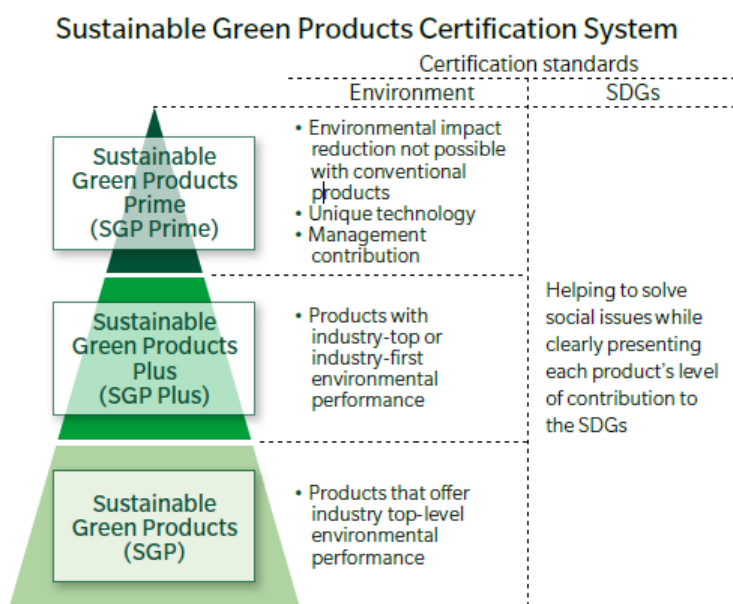 Sustainable Green Products Certification System
Certification standards
Environment
SDGs
Sustainable
Green Products
Prime
(SGP Prime)
• Environmental impact
reduction not possible
with conventional
products
• Unique technology
• Management
contribution
Sustainable
Green Products
Plus
(SGP Plus)
• Products with
industry-top or
industry-first
environmental
performance
Sustainable
Green Products
(SGP)
• Products that offer
industry top-level
environmental
performance
Helping to solve
social issues while
clearly presenting
each product's level
of contribution to
the SDGs